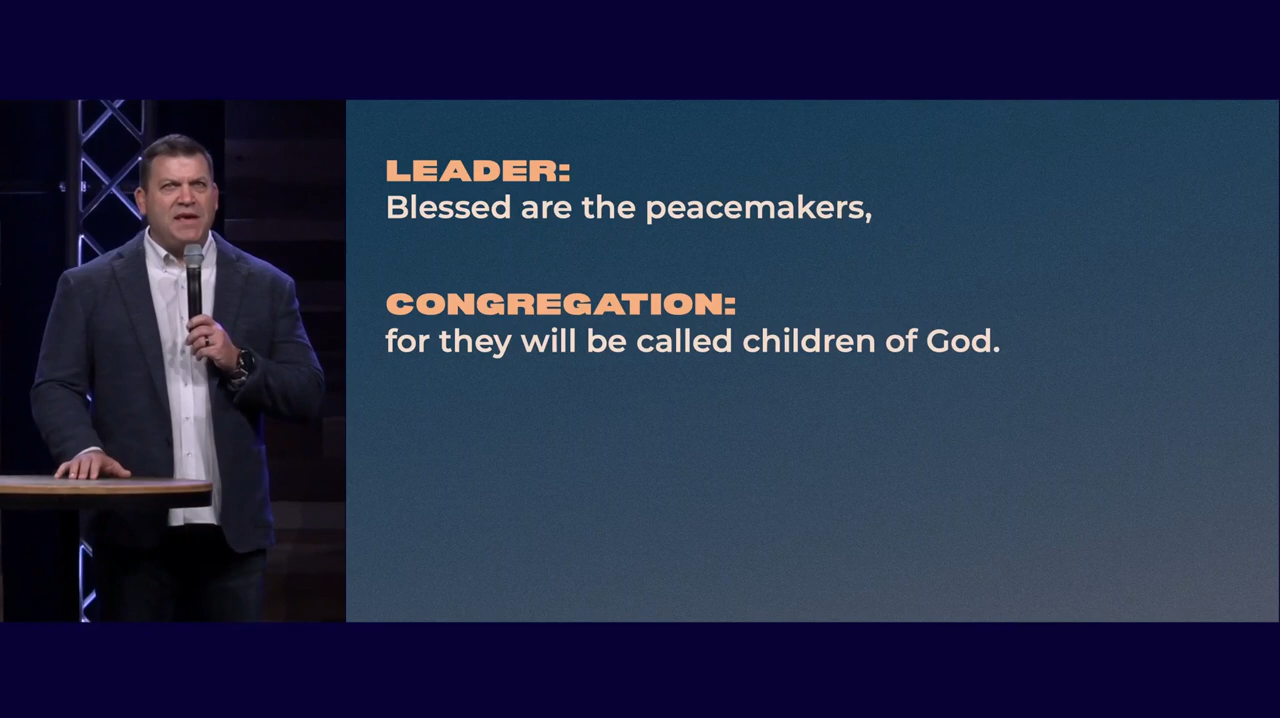 LEADER:
Blessed are the peacemakers,
CONGREGATION:
for they will be called children of God.